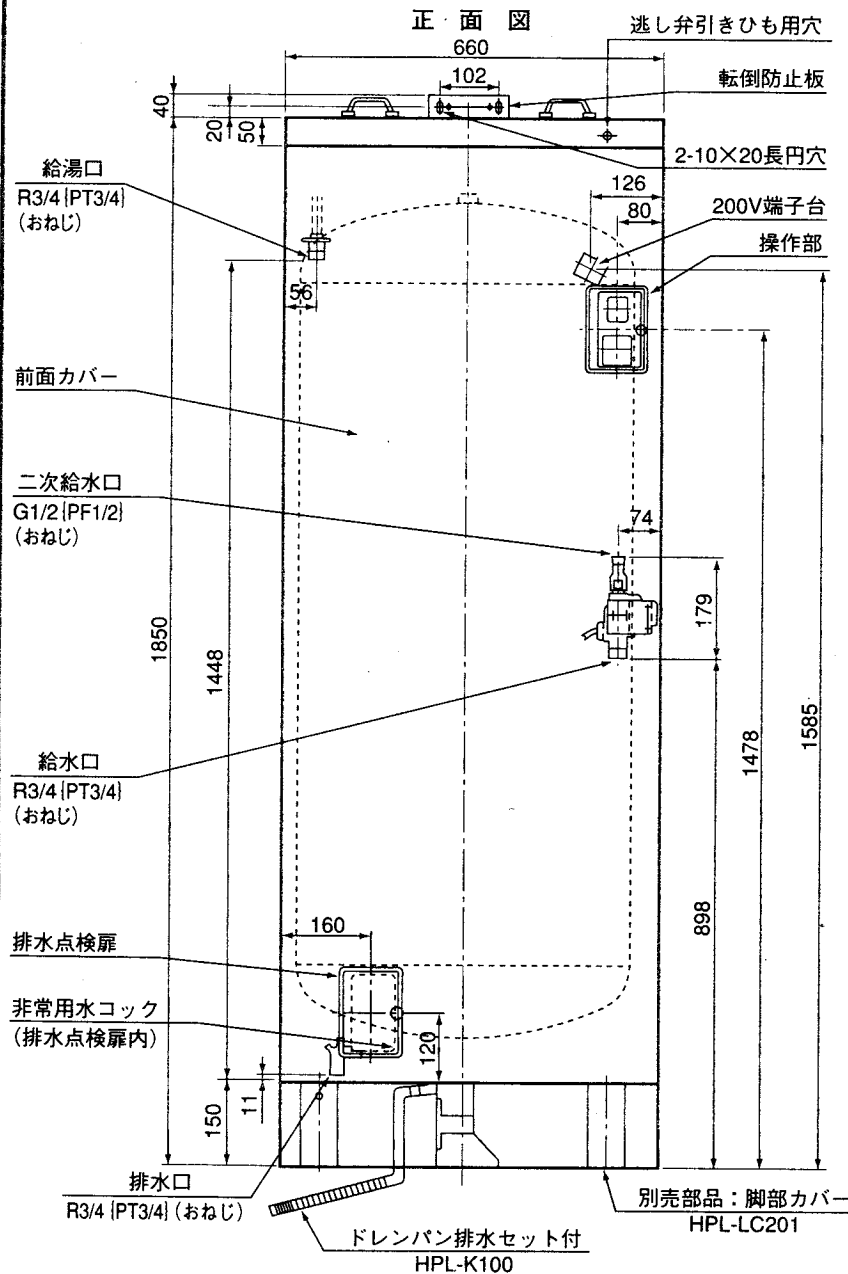 正面図
逃し弁引きひも用穴
660
102
転倒防止板
40
20
50
2-10×20長円穴
給湯口
R3/4{PT3/4}
(おねじ)
126
80
200V端子台
操作部
56
前面カバー
二次給水口
G1/2{PF1/2}
(おねじ)
74
179
1850
1448
1478
1585
給水口
R3/4{PT3/4}
(おねじ)
898
160
排水点検扉
非常用水コック
(排水点検扉内)
120
11
150
排水口
R3/4{PT3/4}(おねじ)
ドレンパン排水セット付
HPL-K100
別売部品:脚部カバー
HPL-LC201